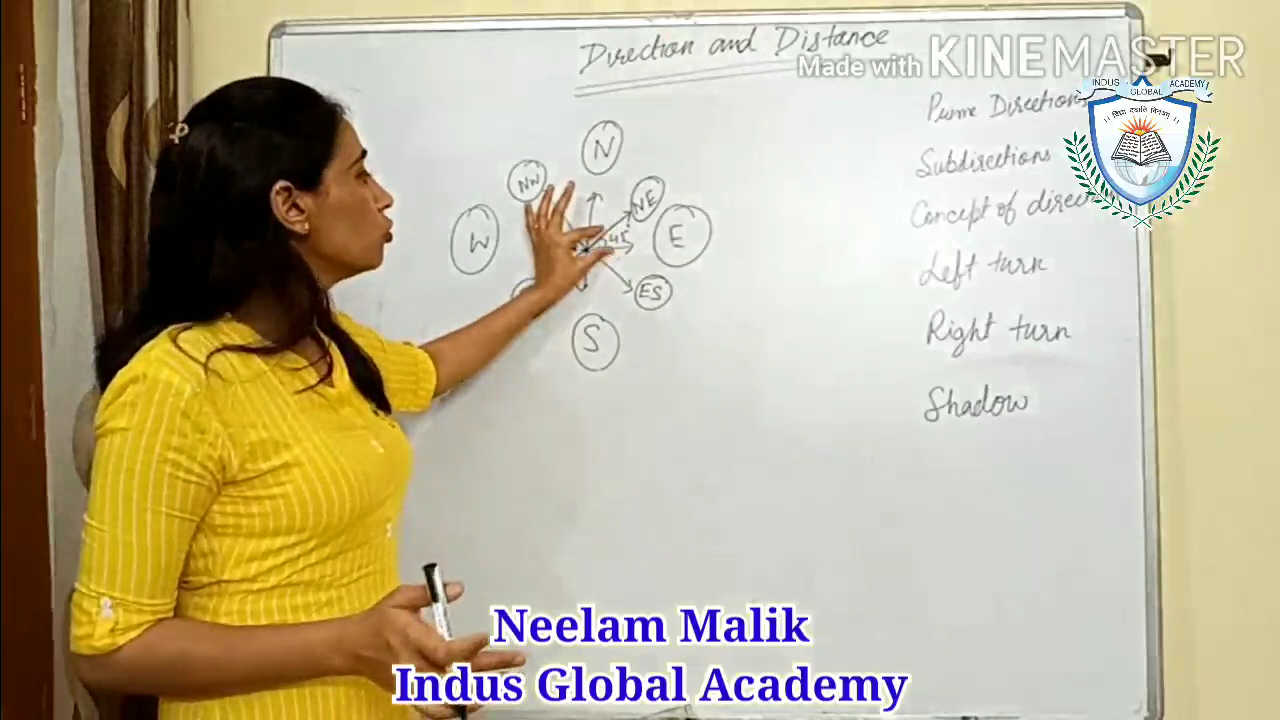 Direction and Distance
Made with KINEMASTER
INDUS GLOBAL ACADEMY
N
NW
NE
W
E
45
ES
S
Prime Directions
Subdirections
Concept of direc
Left turn
Right turn
Shadow
Neelam Malik
Indus Global Academy